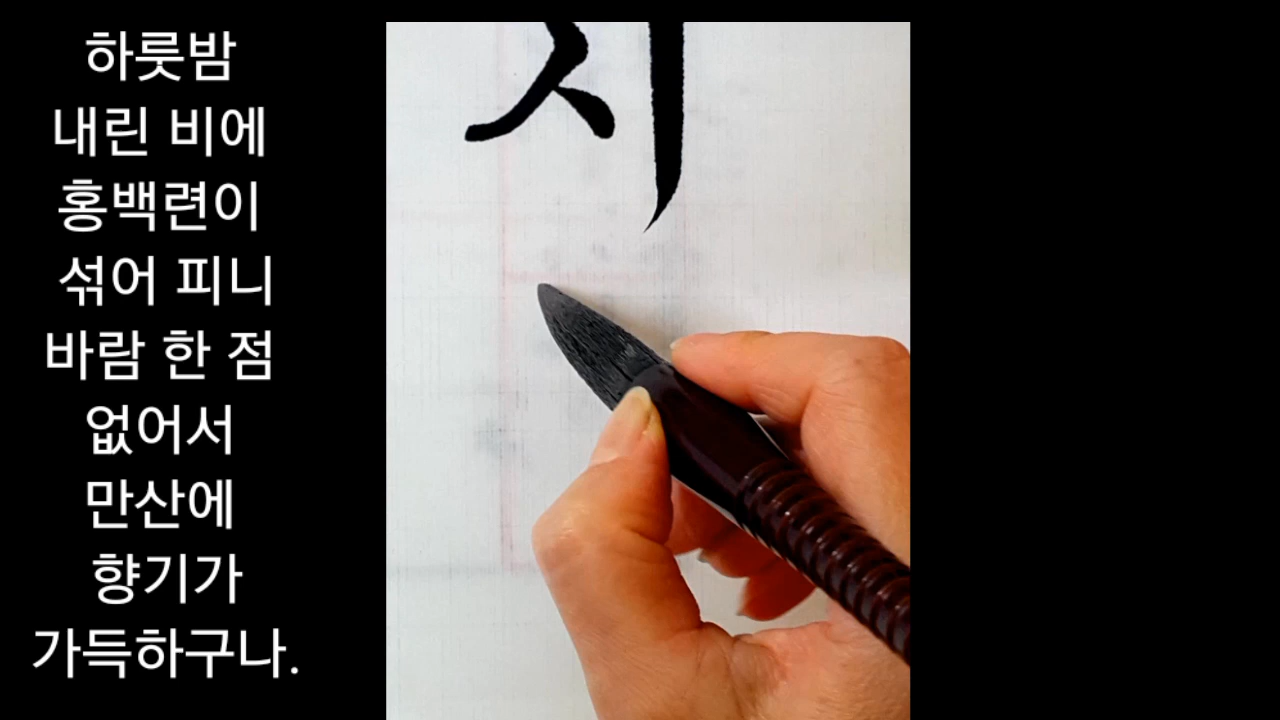 하룻밤
내린 비에
홍백련이
섞어 피니
바람 한 점
없어서
만산에
향기가
가득하구나.
지